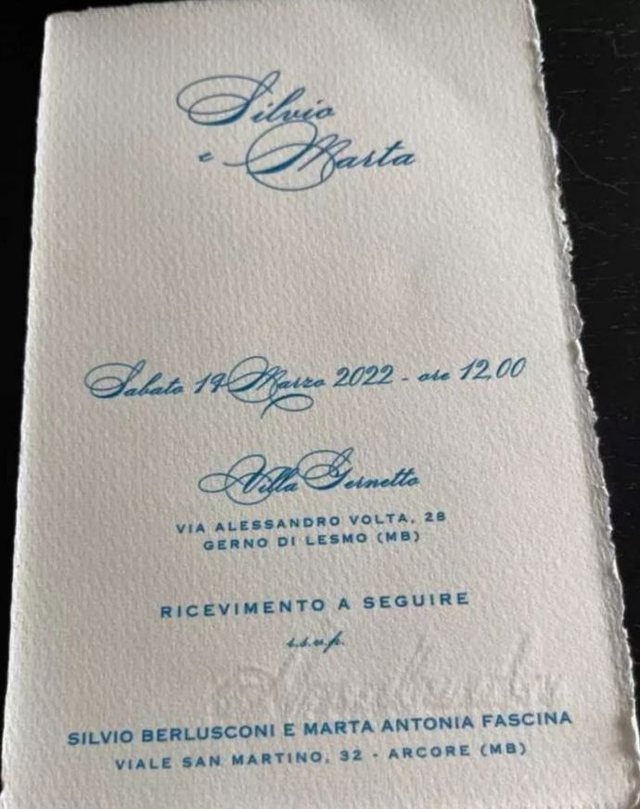 Silvio
e Marta
Sabato 19 Marzo 2022 - ore 12,00
Villa Gernetto
VIA ALESSANDRO VOLTA, 28
GERNO DI LESMO (MB)
RICEVIMENTO A SEGUIRE
r.s.v.p.
SILVIO BERLUSCONI E MARTA ANTONIA FASCINA
VIALE SAN MARTINO, 32 - ARCORE (MB)